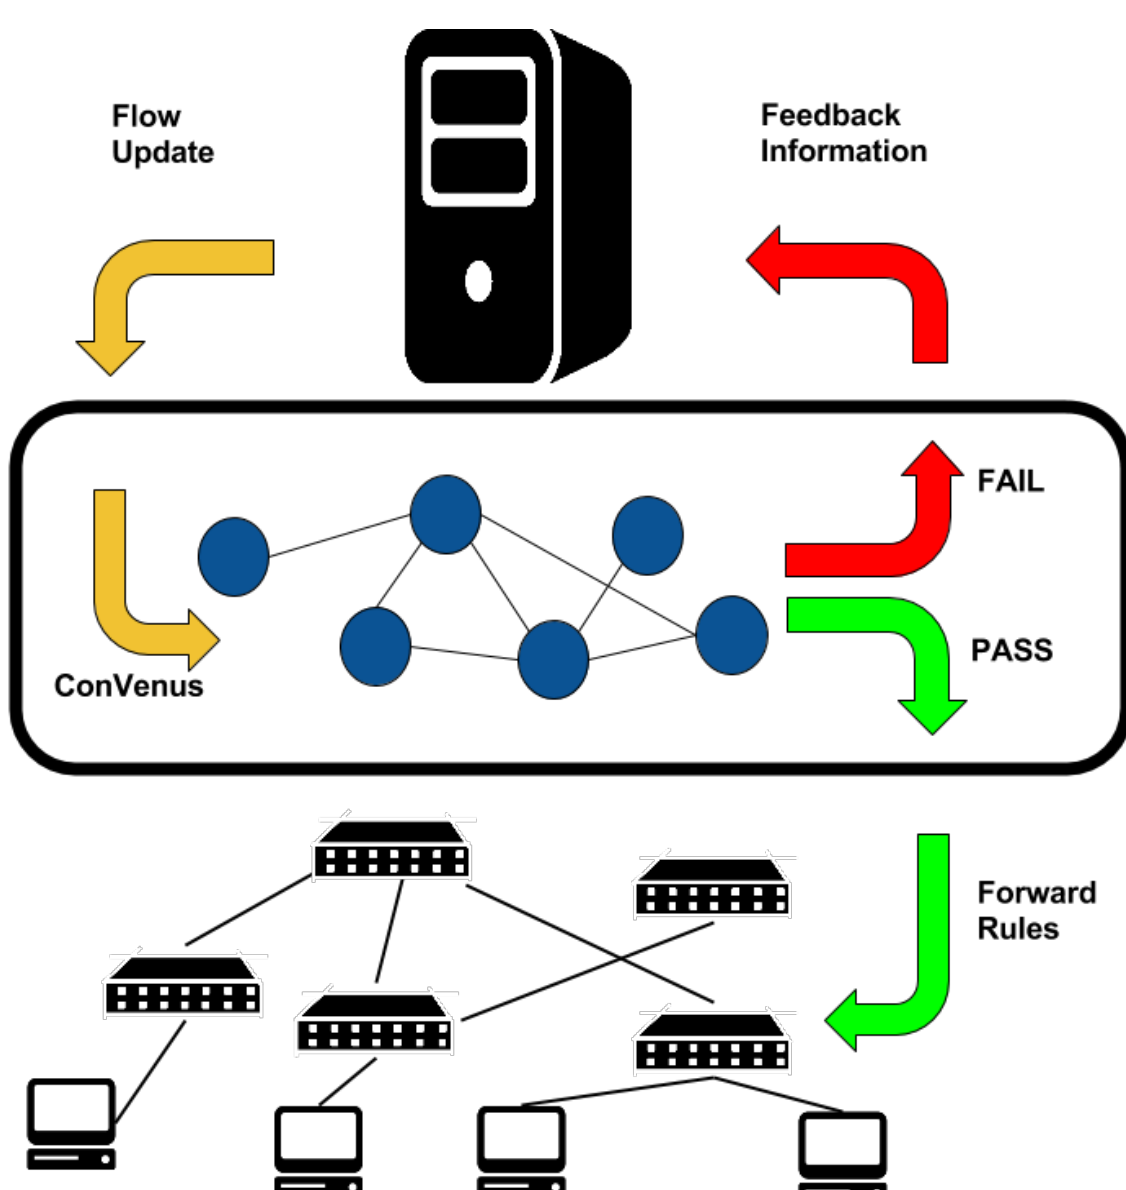 Flow
Update
Feedback
Information
FAIL
PASS
ConVenus
Forward
Rules